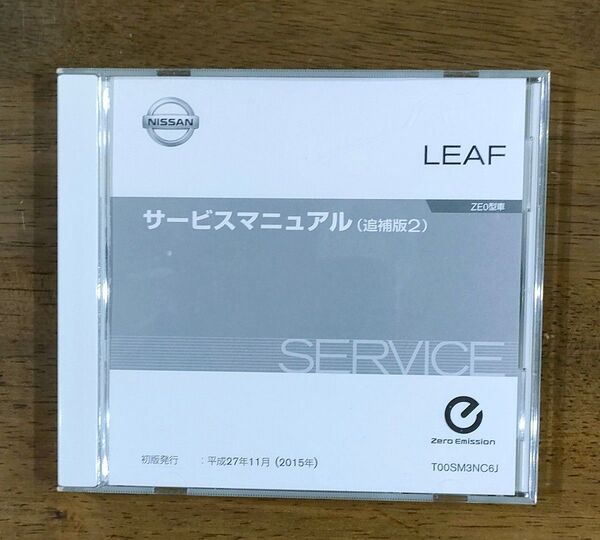 NISSAN
LEAF
ZE0型車
サービスマニュアル(追補版2)
SERVICE
Zero Emission
初版発行 : 平成27年11月 (2015年)
T00SM3NC6J